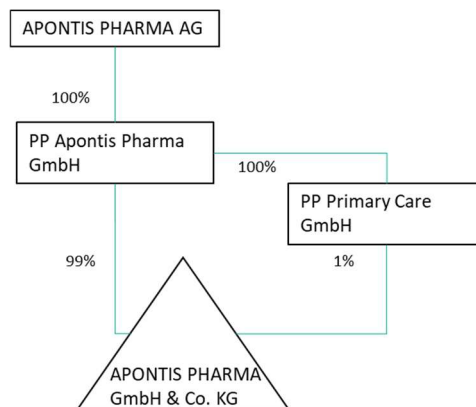 APONTIS PHARMA AG
100%
PP Apontis Pharma
GmbH
100%
PP Primary Care
GmbH
99%
1%
APONTIS PHARMA
GmbH & Co. KG